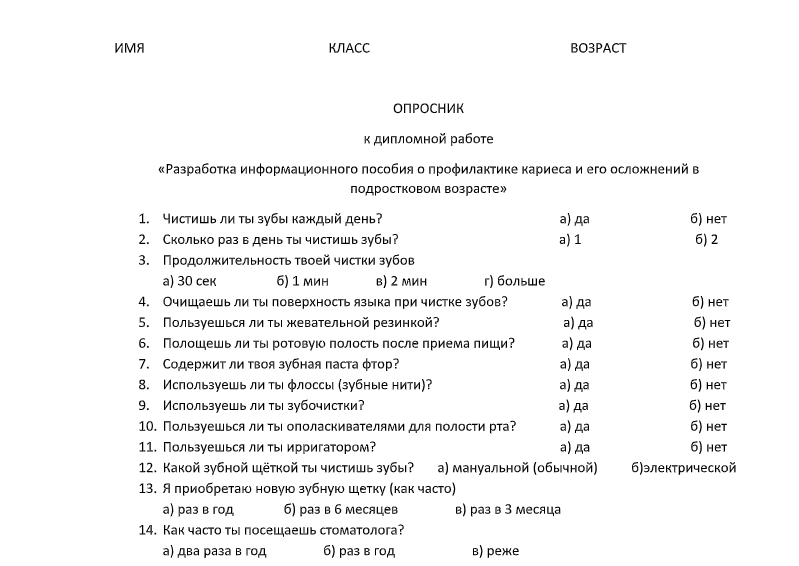 ИМЯ КЛАСС ВОЗРАСТ
ОПРОСНИК
к дипломной работе
«Разработка информационного пособия о профилактике кариеса и его осложнений в
подростковом возрасте»
1. Чистишь ли ты зубы каждый день? а) да б) нет
2. Сколько раз в день ты чистишь зубы? а) 1 б) 2
3. Продолжительность твоей чистки зубов
а) 30 сек б) 1 мин в) 2 мин г) больше
4. Очищаешь ли ты поверхность языка при чистке зубов? а) да б) нет
5. Пользуешься ли ты жевательной резинкой? а) да б) нет
6. Полощешь ли ты ротовую полость после приема пищи? а) да б) нет
7. Содержит ли твоя зубная паста фтор? а) да б) нет
8. Используешь ли ты флоссы (зубные нити)? а) да б) нет
9. Используешь ли ты зубочистки? а) да б) нет
10. Пользуешься ли ты ополаскивателями для полости рта? а) да б) нет
11. Пользуешься ли ты ирригатором? а) да б) нет
12. Какой зубной щёткой ты чистишь зубы? а) мануальной (обычной) б)электрической
13. Я приобретаю новую зубную щетку (как часто)
а) раз в год б) раз в 6 месяцев в) раз в 3 месяца
14. Как часто ты посещаешь стоматолога?
а) два раза в год б) раз в год в) реже